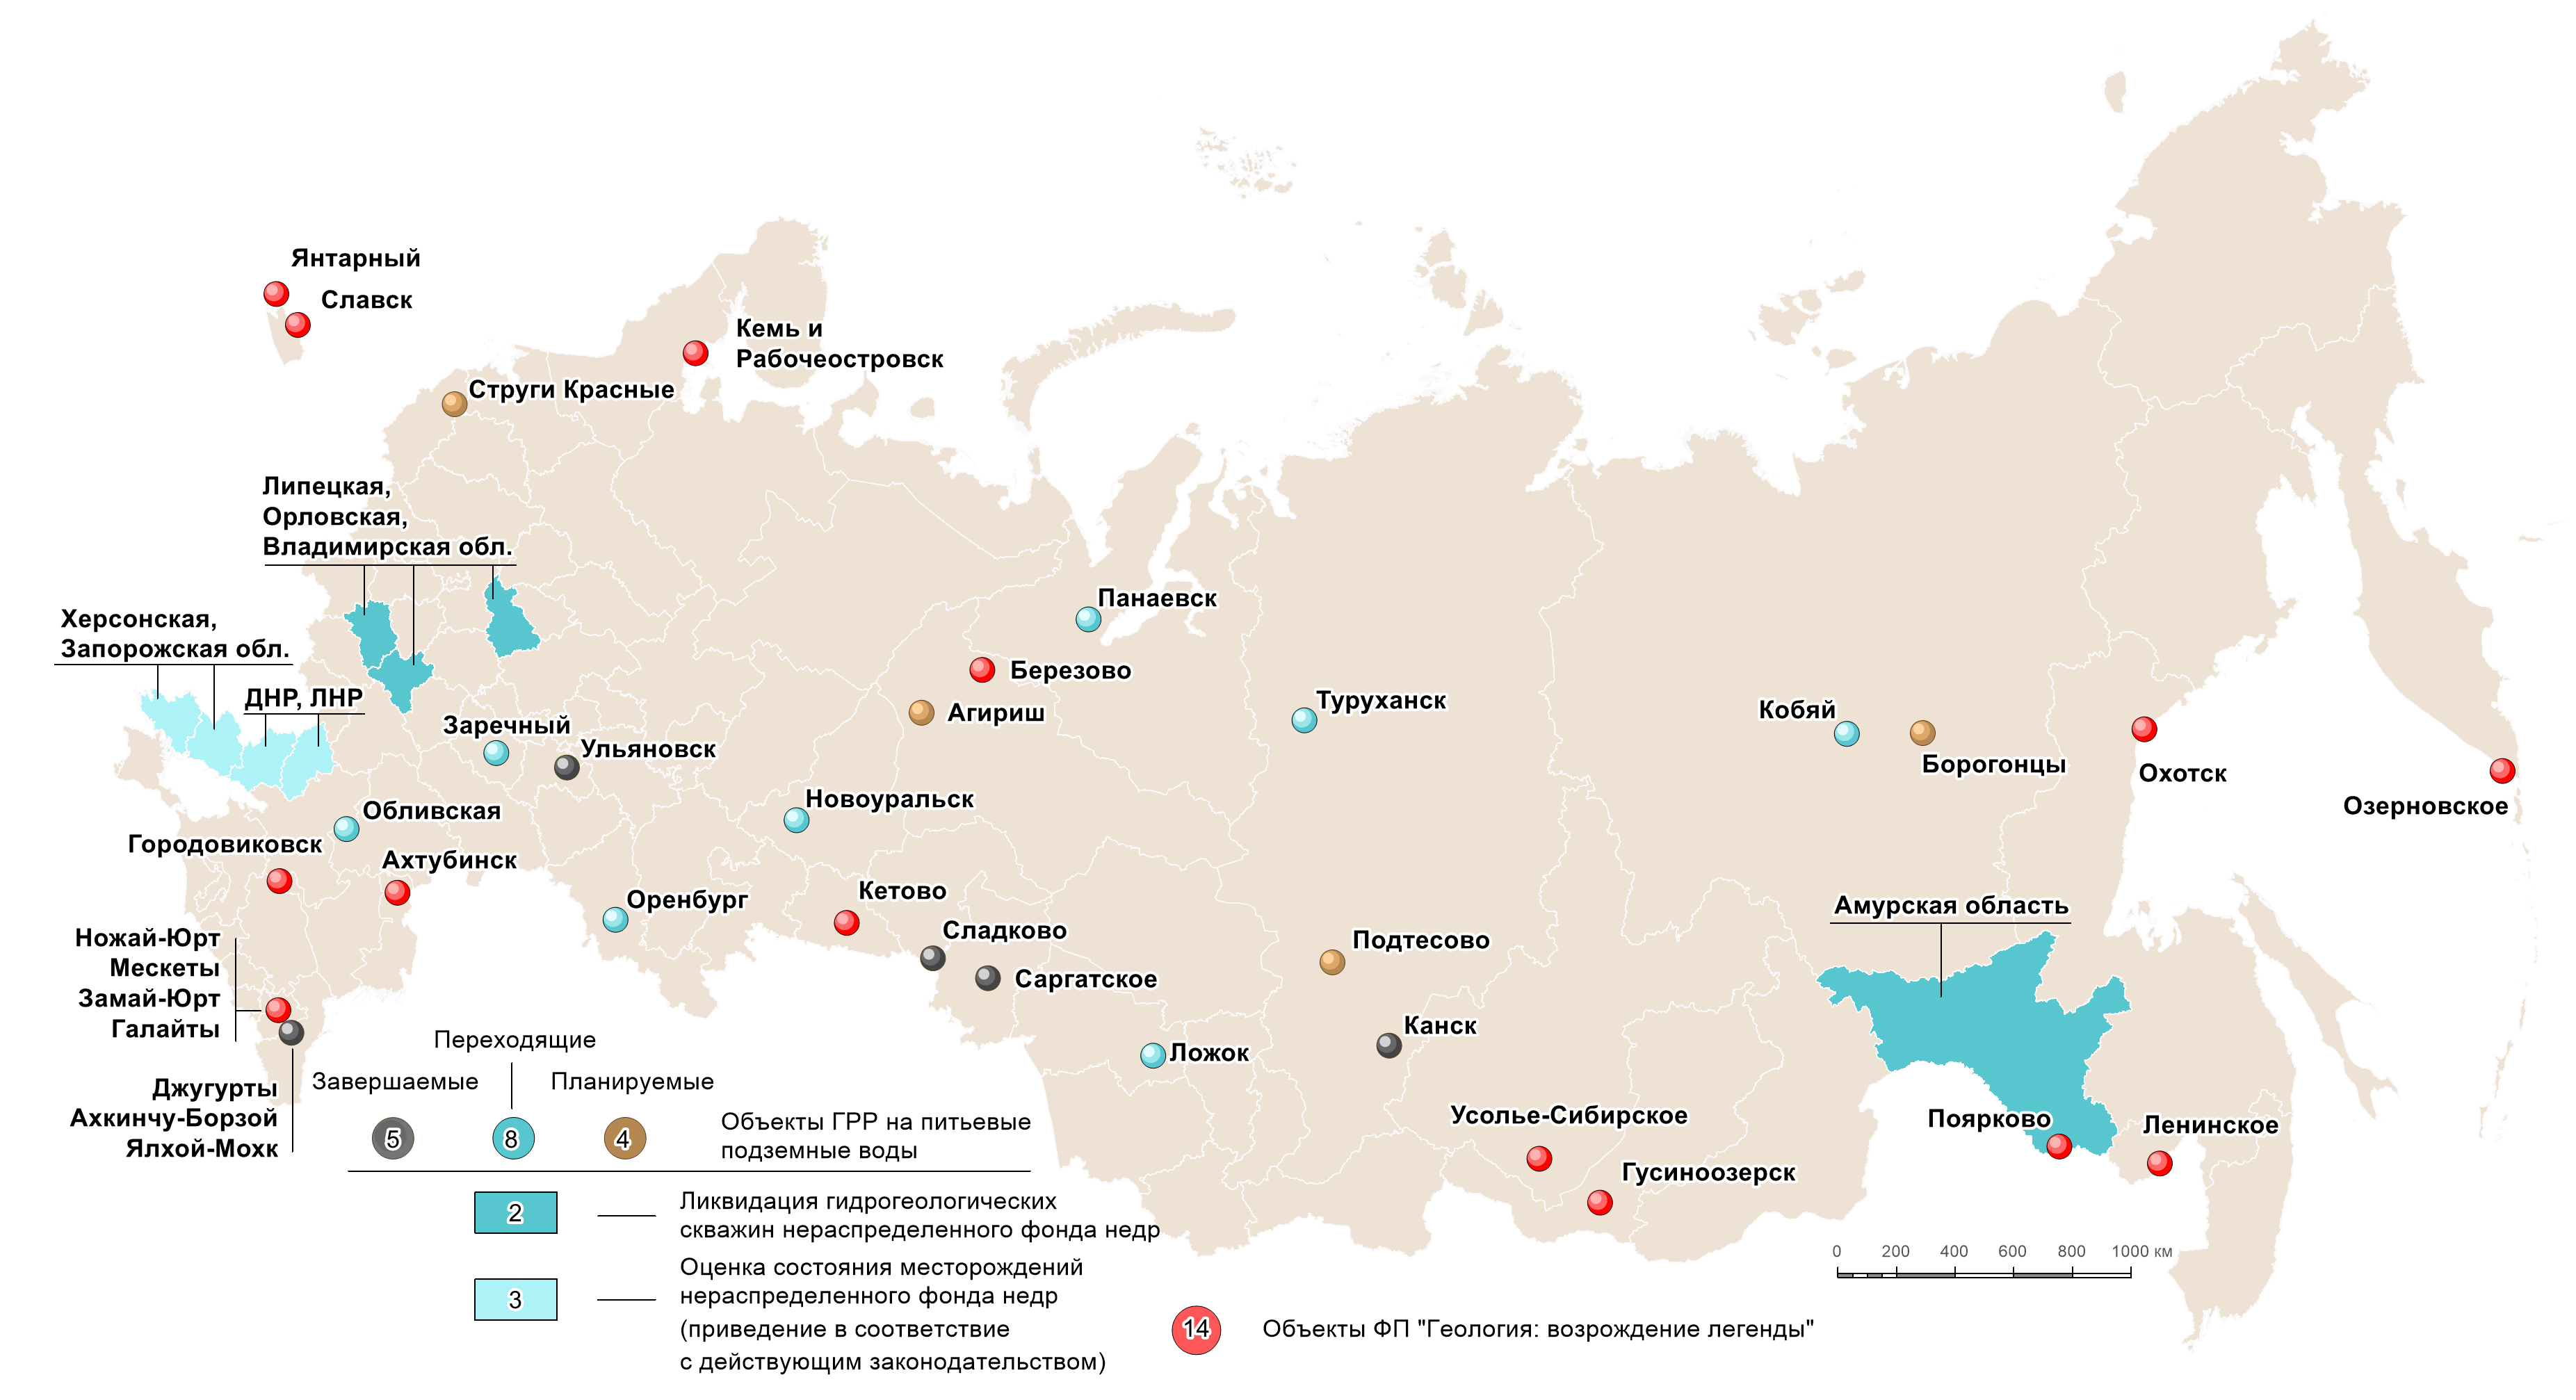 Янтарный
Славск
Кемь и
Рабочеостровск
Струги Красные
Липецкая,
Орловская,
Владимирская обл.
Херсонская,
Запорожская обл.
ДНР, ЛНР
Заречный
Ульяновск
Обливская
Городовиковск
Ахтубинск
Новоуральск
Оренбург
Панаевск
Березово
Агириш
Туруханск
Кобяй
Борогонцы
Охотск
Озерновское
Кетово
Сладково
Саргатское
Подтесово
Канск
Ложок
Амурская область
Усолье-Сибирское
Гусиноозерск
Поярково
Ленинское
Ножай-Юрт
Мескеты
Замай-Юрт
Галайты
Джугурты
Ахкинчу-Борзой
Ялхой-Мохк
Переходящие
Завершаемые
Планируемые
5
8
4
Объекты ГРР на питьевые
подземные воды
2
Ликвидация гидрогеологических
скважин нераспределенного фонда недр
3
Оценка состояния месторождений
нераспределенного фонда недр
(приведение в соответствие
с действующим законодательством)
14
Объекты ФП "Геология: возрождение легенды"
0 200 400 600 800 1000 км